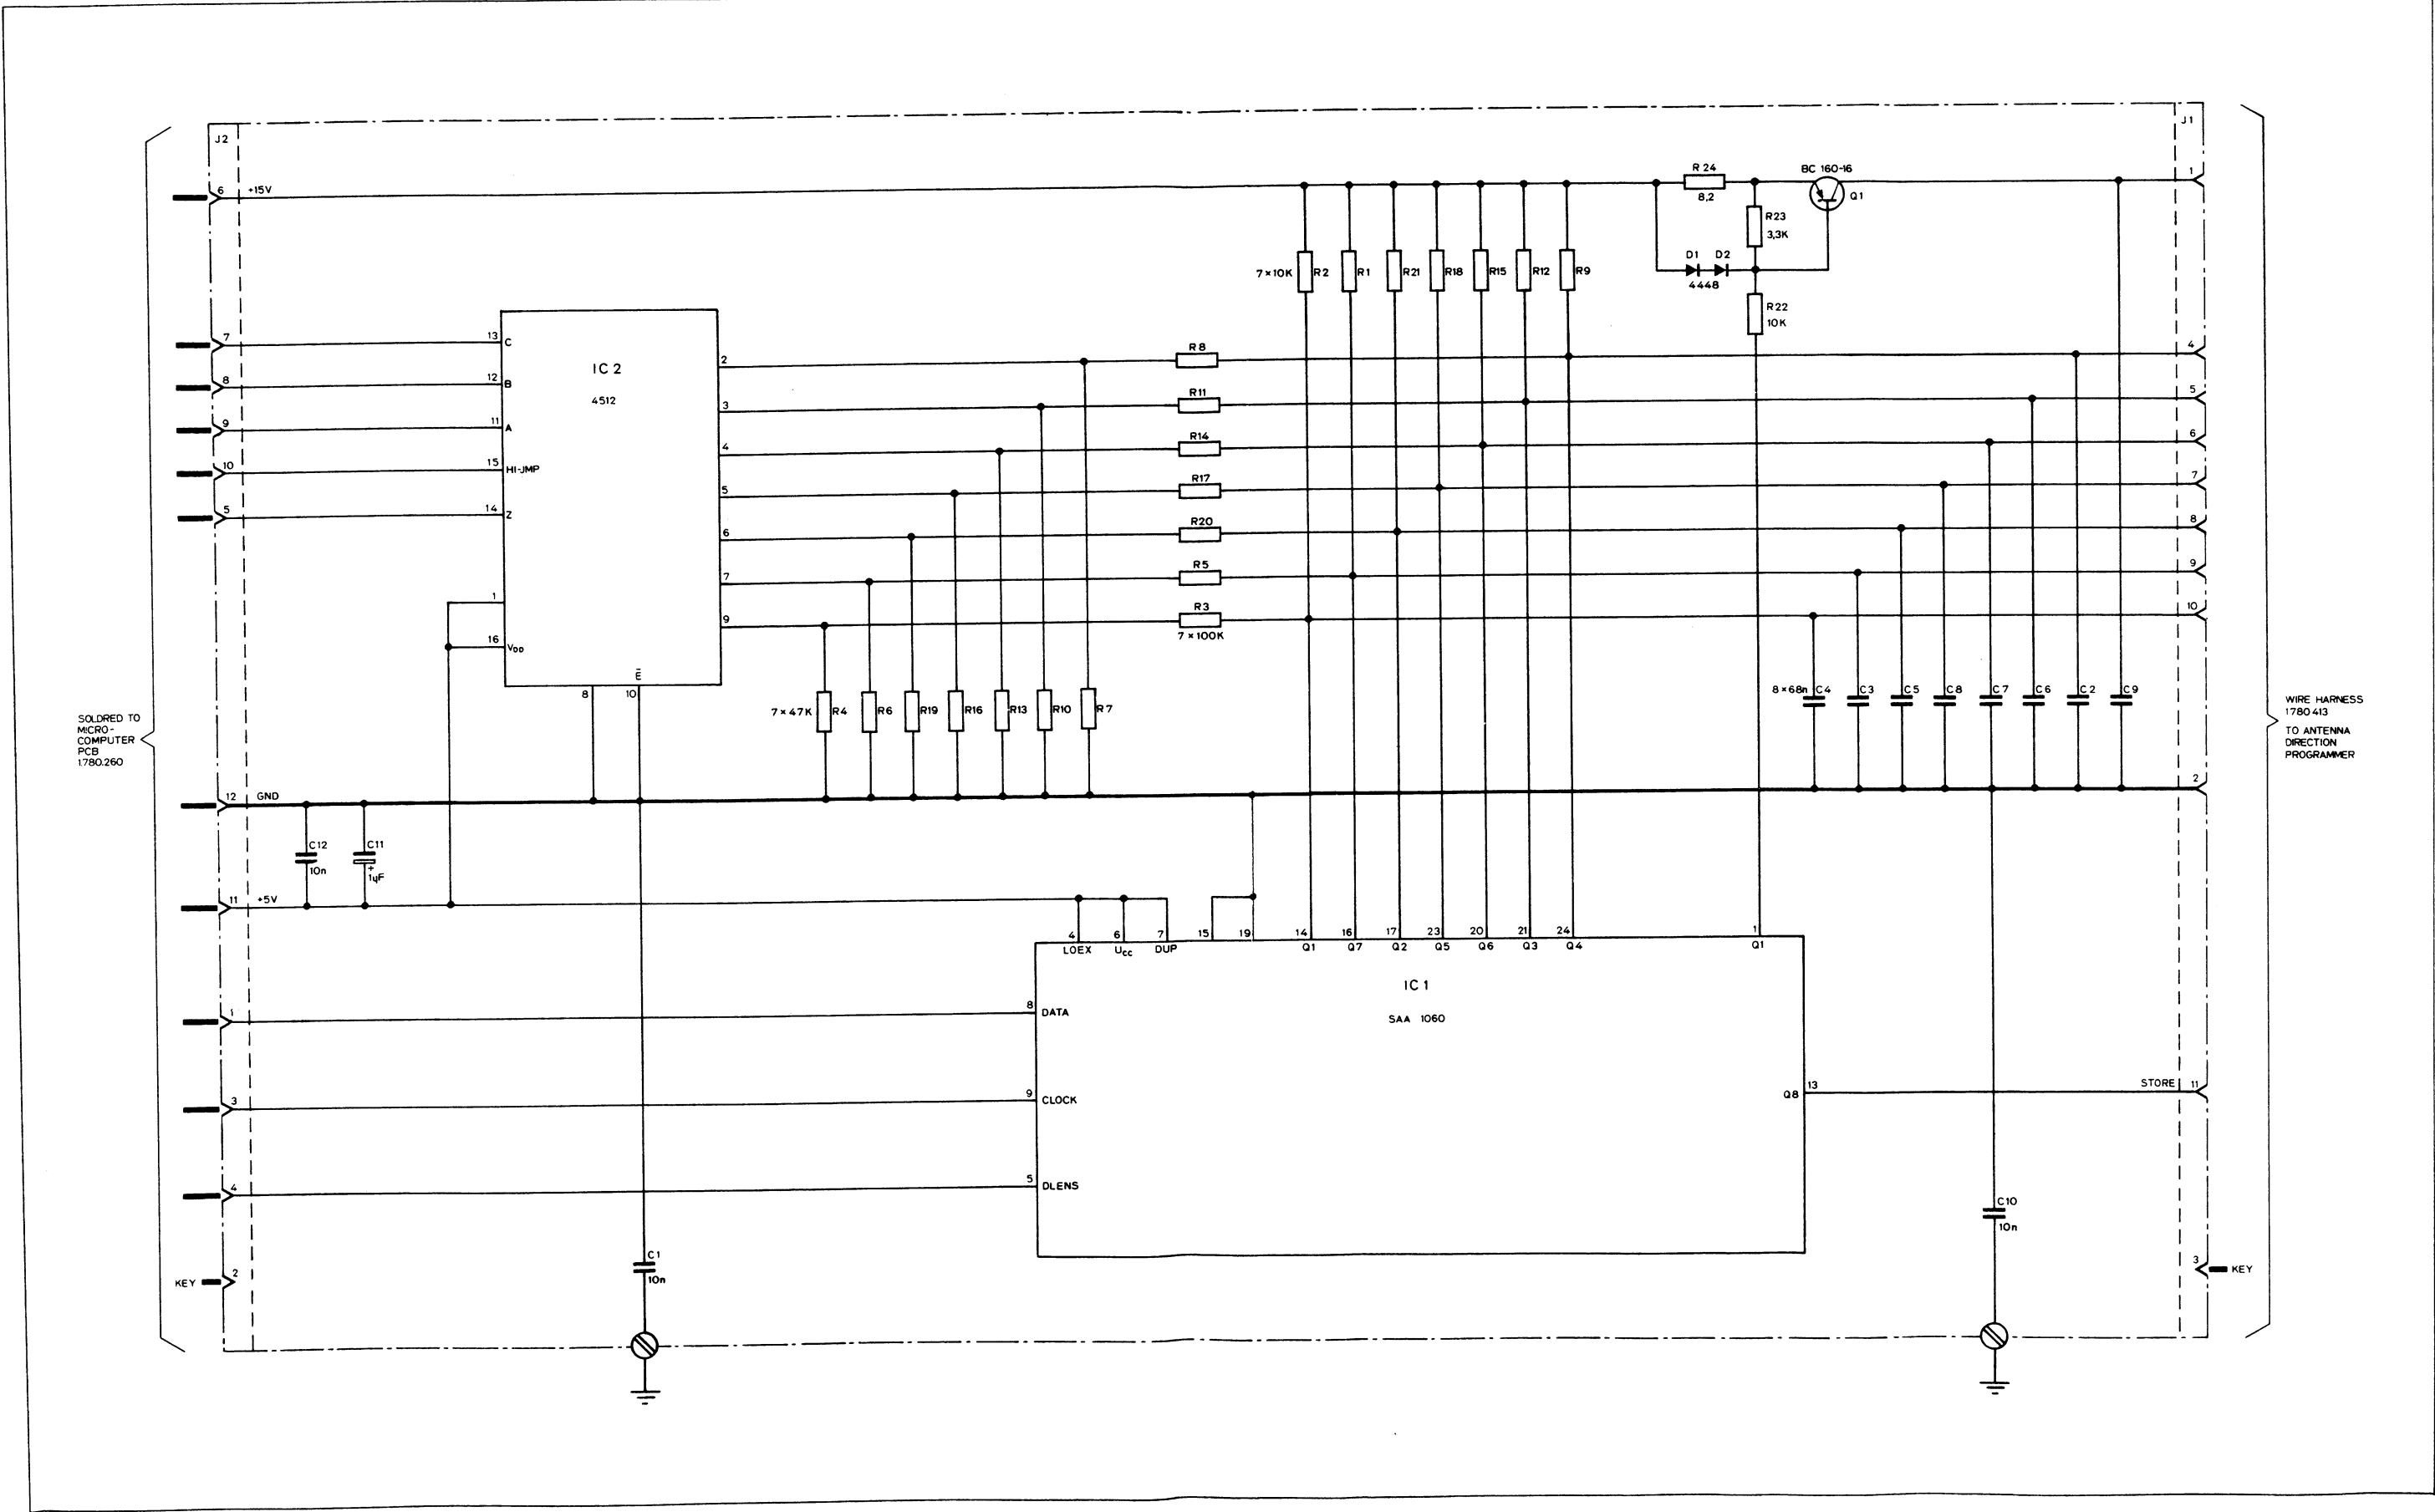 J2
J1
6
+15V
R 24
8,2
BC 160-16
Q1
1
R23
3,3K
D1
D2
4448
R22
10K
7×10K
R2
R1
R21
R18
R15
R12
R9
7
13
C
8
12
B
9
11
A
10
15
HI-JMP
5
14
Z
1
16
VDD
IC 2
4512
E̅
8
10
2
R8
4
3
R11
5
4
R14
6
5
R17
7
6
R20
8
7
R5
9
9
R3
10
7×100K
7×47K
R4
R6
R19
R16
R13
R10
R7
8×68n
C4
C3
C5
C8
C7
C6
C2
C9
SOLDRED TO
MICRO-
COMPUTER
PCB
1.780.260
WIRE HARNESS
1780 413
TO ANTENNA
DIRECTION
PROGRAMMER
12
GND
2
C12
10n
C11
+
1µF
11
+5V
4
6
7
15
19
14
16
17
23
20
21
24
1
LOEX
Ucc
DUP
Q1
Q7
Q2
Q5
Q6
Q3
Q4
Q1
IC 1
SAA 1060
1
8
DATA
3
9
CLOCK
4
5
DLENS
Q8
13
STORE
11
C10
10n
C1
10n
KEY
2
3
KEY